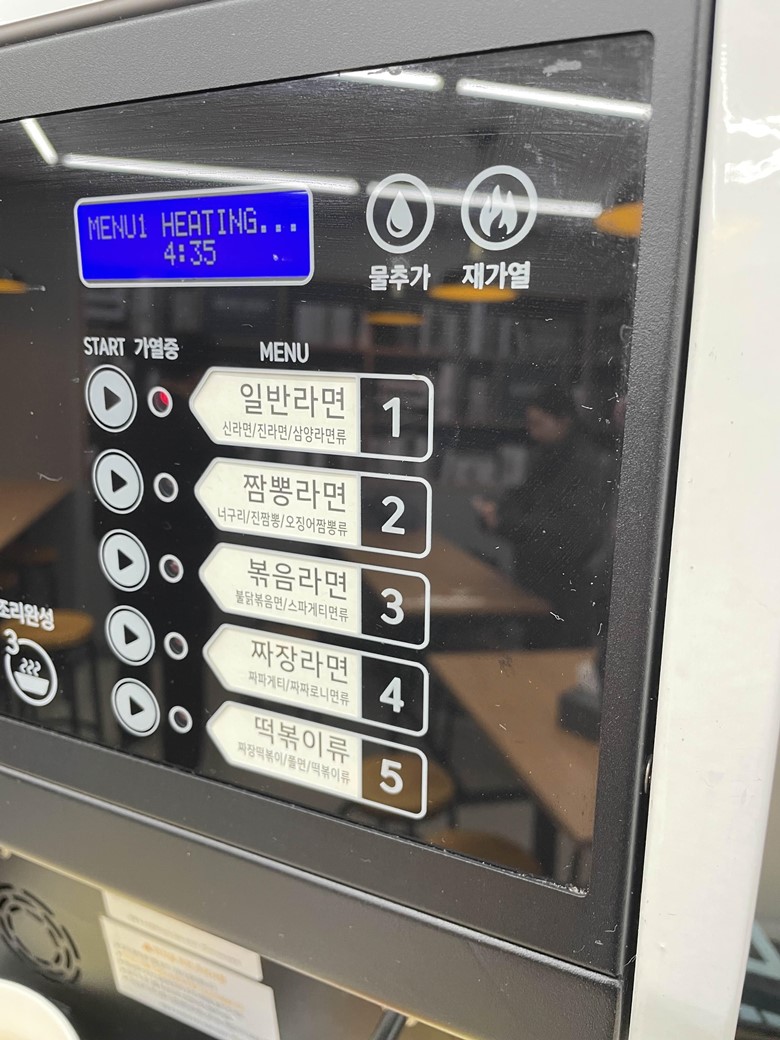 MENU1 HEATING...
4:35
물추가 재가열
START 가열중 MENU
일반라면 1
신라면/진라면/삼양라면류
짬뽕라면 2
너구리/진짬뽕/오징어짬뽕류
볶음라면 3
불닭볶음면/스파게티면류
짜장라면 4
짜파게티/짜짜로니면류
떡볶이류 5
짜장떡볶이/쫄면/떡볶이류
조리완성
3